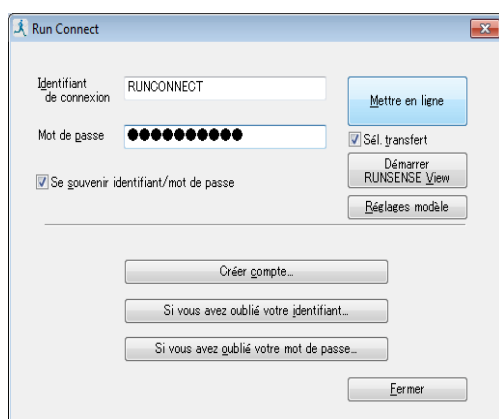 Run Connect
Identifiant
de connexion
RUNCONNECT
Mettre en ligne
Mot de passe
●●●●●●●●●●
Sél. transfert
Se souvenir identifiant/mot de passe
Démarrer
RUNSENSE View
Réglages modèle
Créer compte...
Si vous avez oublié votre identifiant...
Si vous avez oublié votre mot de passe...
Fermer